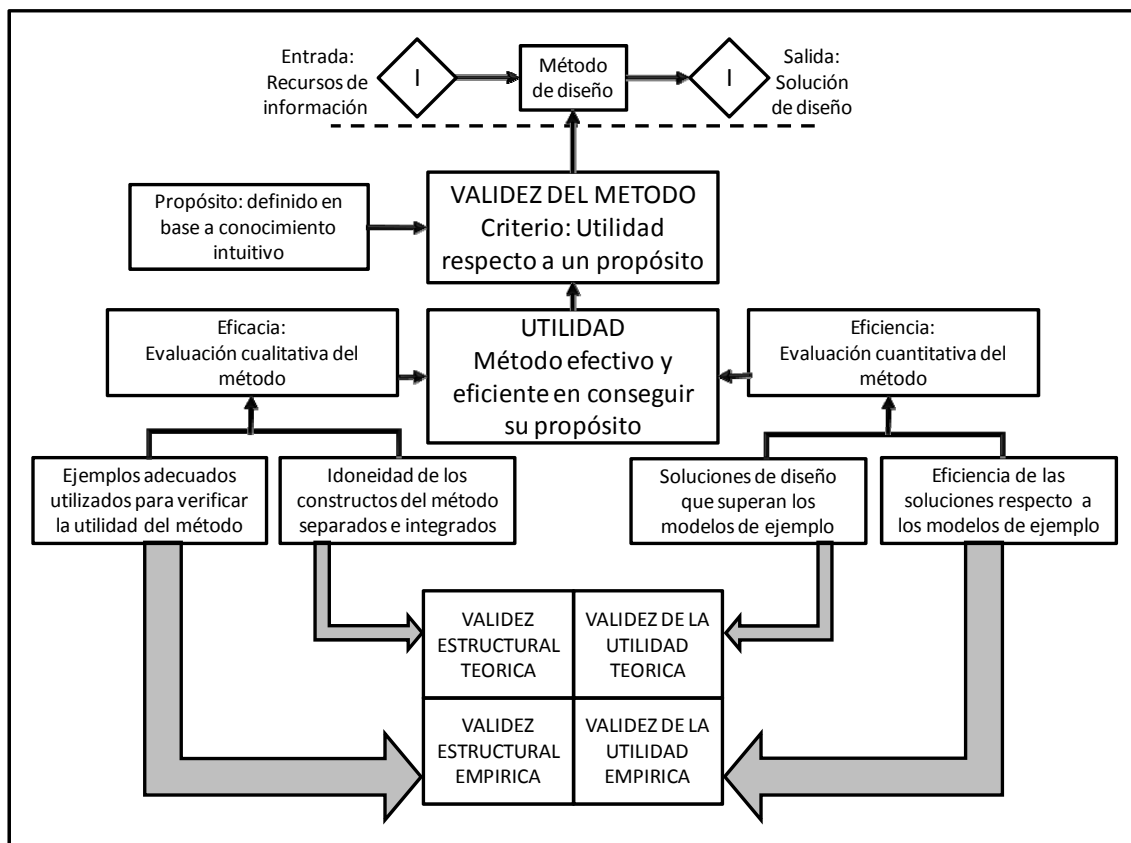 Entrada:
Recursos de
información
I
Método
de diseño
I
Salida:
Solución
de diseño
Propósito: definido en
base a conocimiento
intuitivo
VALIDEZ DEL METODO
Criterio: Utilidad
respecto a un propósito
Eficacia:
Evaluación cualitativa del
método
UTILIDAD
Método efectivo y
eficiente en conseguir
su propósito
Eficiencia:
Evaluación cuantitativa del
método
Ejemplos adecuados
utilizados para verificar
la utilidad del método
Idoneidad de los
constructos del método
separados e integrados
Soluciones de diseño
que superan los
modelos de ejemplo
Eficiencia de las
soluciones respecto a
los modelos de ejemplo
VALIDEZ
ESTRUCTURAL
TEORICA
VALIDEZ DE LA
UTILIDAD
TEORICA
VALIDEZ
ESTRUCTURAL
EMPIRICA
VALIDEZ DE LA
UTILIDAD
EMPIRICA